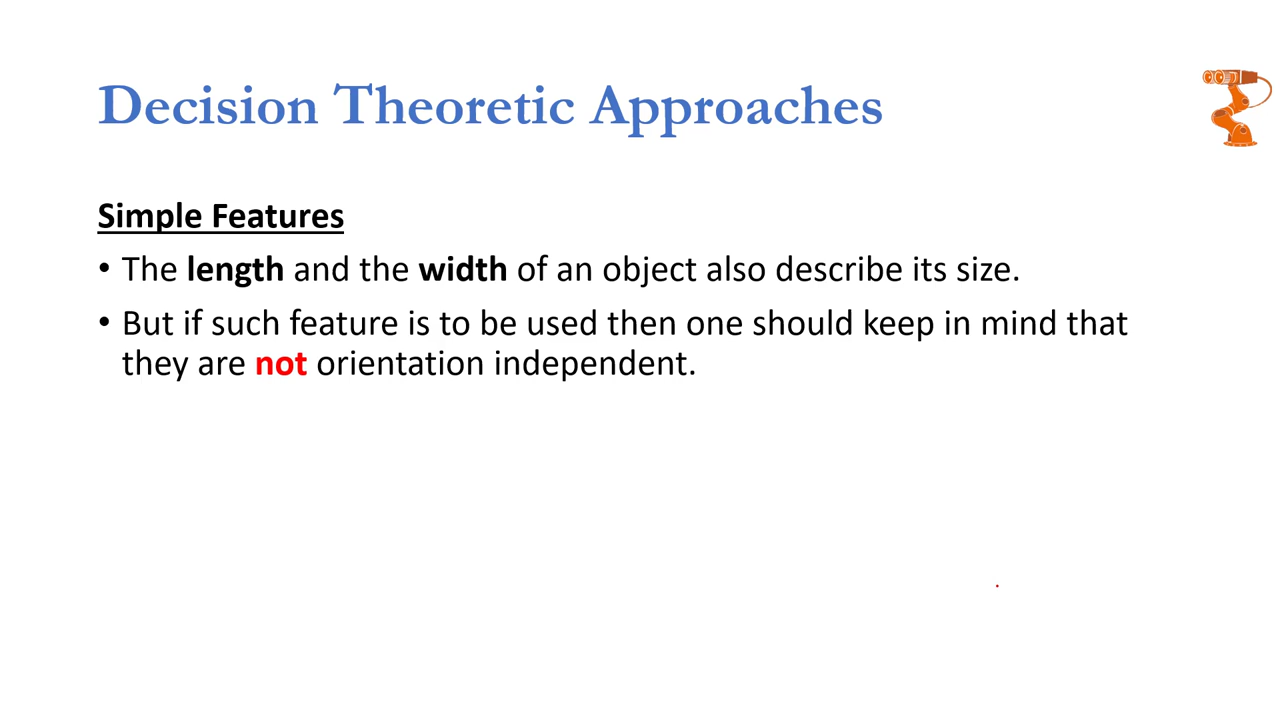 Decision Theoretic Approaches
Simple Features
• The length and the width of an object also describe its size.
• But if such feature is to be used then one should keep in mind that
they are not orientation independent.